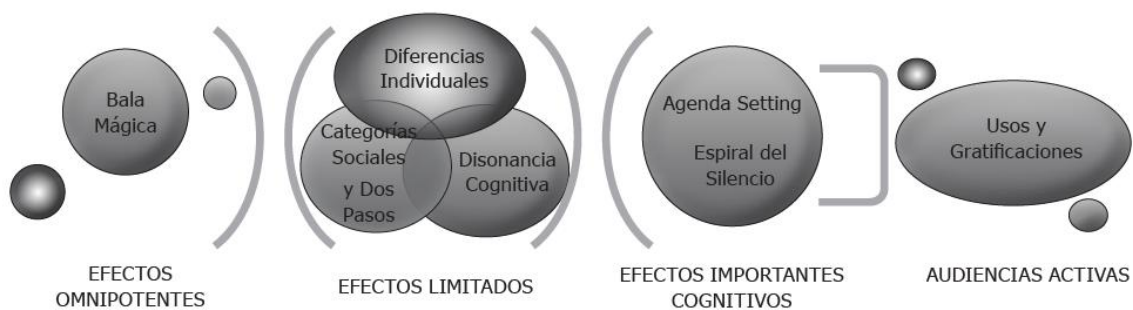 Bala
Mágica
EFECTOS
OMNIPOTENTES
Diferencias
Individuales
Categorías
Sociales
y Dos
Pasos
Disonancia
Cognitiva
EFECTOS LIMITADOS
Agenda Setting
Espiral del
Silencio
EFECTOS IMPORTANTES
COGNITIVOS
Usos y
Gratificaciones
AUDIENCIAS ACTIVAS